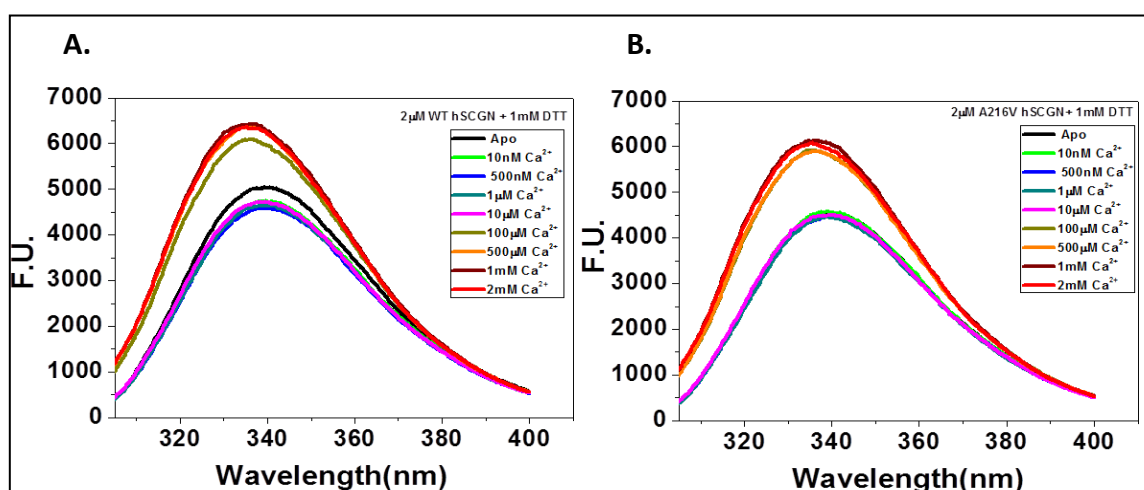 A.
B.
2μM WT hSCGN + 1mM DTT
Apo
10nM Ca²⁺
500nM Ca²⁺
1μM Ca²⁺
10μM Ca²⁺
100μM Ca²⁺
500μM Ca²⁺
1mM Ca²⁺
2mM Ca²⁺
7000
6000
5000
4000
3000
2000
1000
0
F.U.
320
340
360
380
400
Wavelength(nm)
2μM A216V hSCGN + 1mM DTT
Apo
10nM Ca²⁺
500nM Ca²⁺
1μM Ca²⁺
10μM Ca²⁺
100μM Ca²⁺
500μM Ca²⁺
1mM Ca²⁺
2mM Ca²⁺
7000
6000
5000
4000
3000
2000
1000
0
F.U.
320
340
360
380
400
Wavelength(nm)